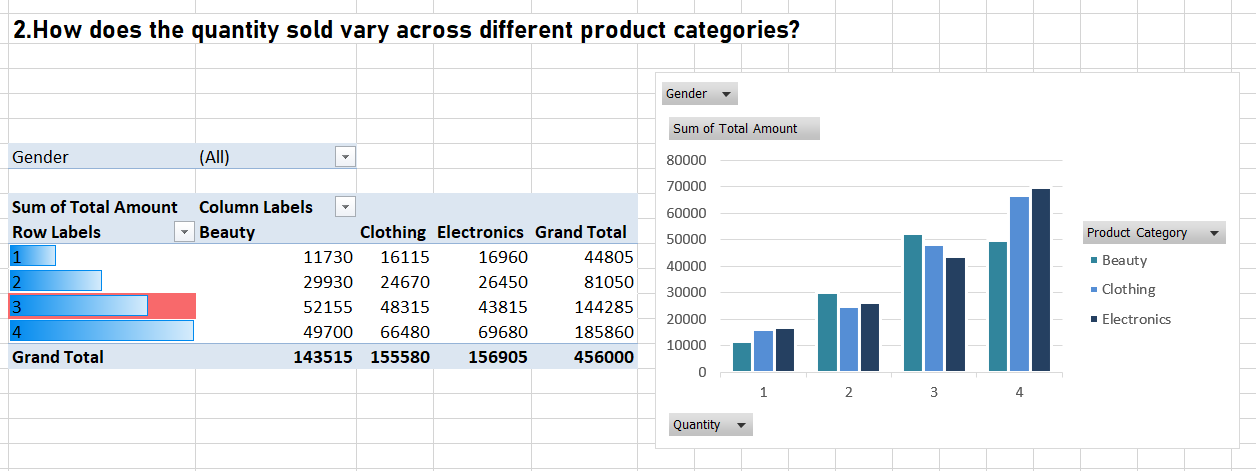 2.How does the quantity sold vary across different product categories?
Gender (All)
Sum of Total Amount Column Labels
Row Labels Beauty Clothing Electronics Grand Total
1 11730 16115 16960 44805
2 29930 24670 26450 81050
3 52155 48315 43815 144285
4 49700 66480 69680 185860
Grand Total 143515 155580 156905 456000
Gender
Sum of Total Amount
80000
70000
60000
50000
40000
30000
20000
10000
0
1 2 3 4
Quantity
Product Category
Beauty
Clothing
Electronics